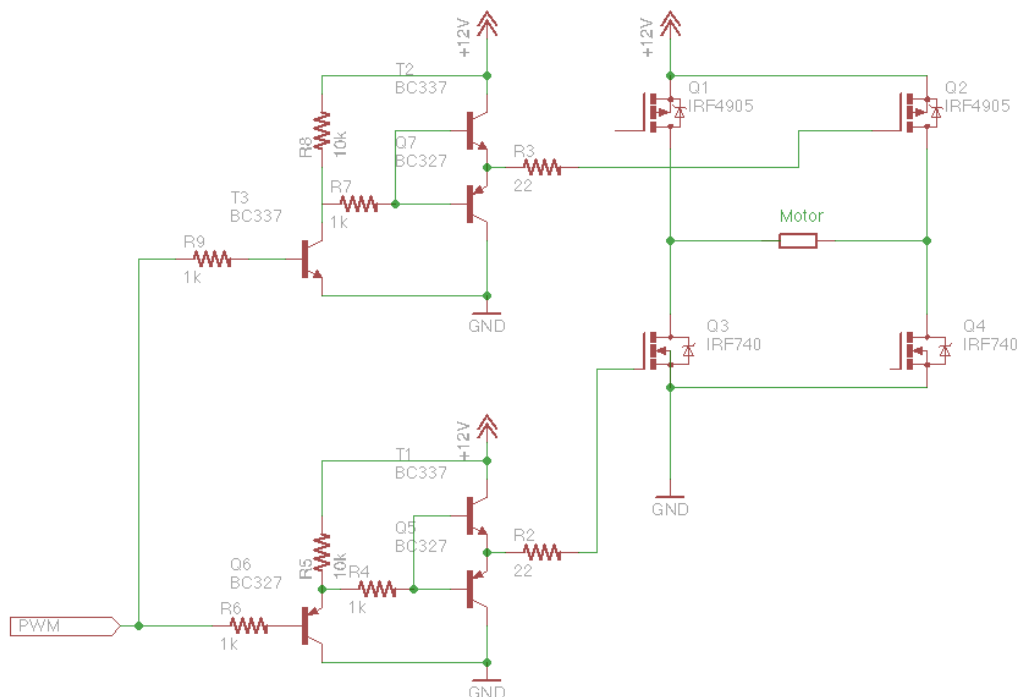 +12V
T2
BC337
R8
10k
Q7
BC327
R3
22
R7
1k
T3
BC337
R9
1k
GND
+12V
Q1
IRF4905
Q2
IRF4905
Motor
Q3
IRF740
Q4
IRF740
GND
+12V
T1
BC337
R5
10k
Q5
BC327
R2
22
R4
1k
Q6
BC327
R6
1k
PWM
GND